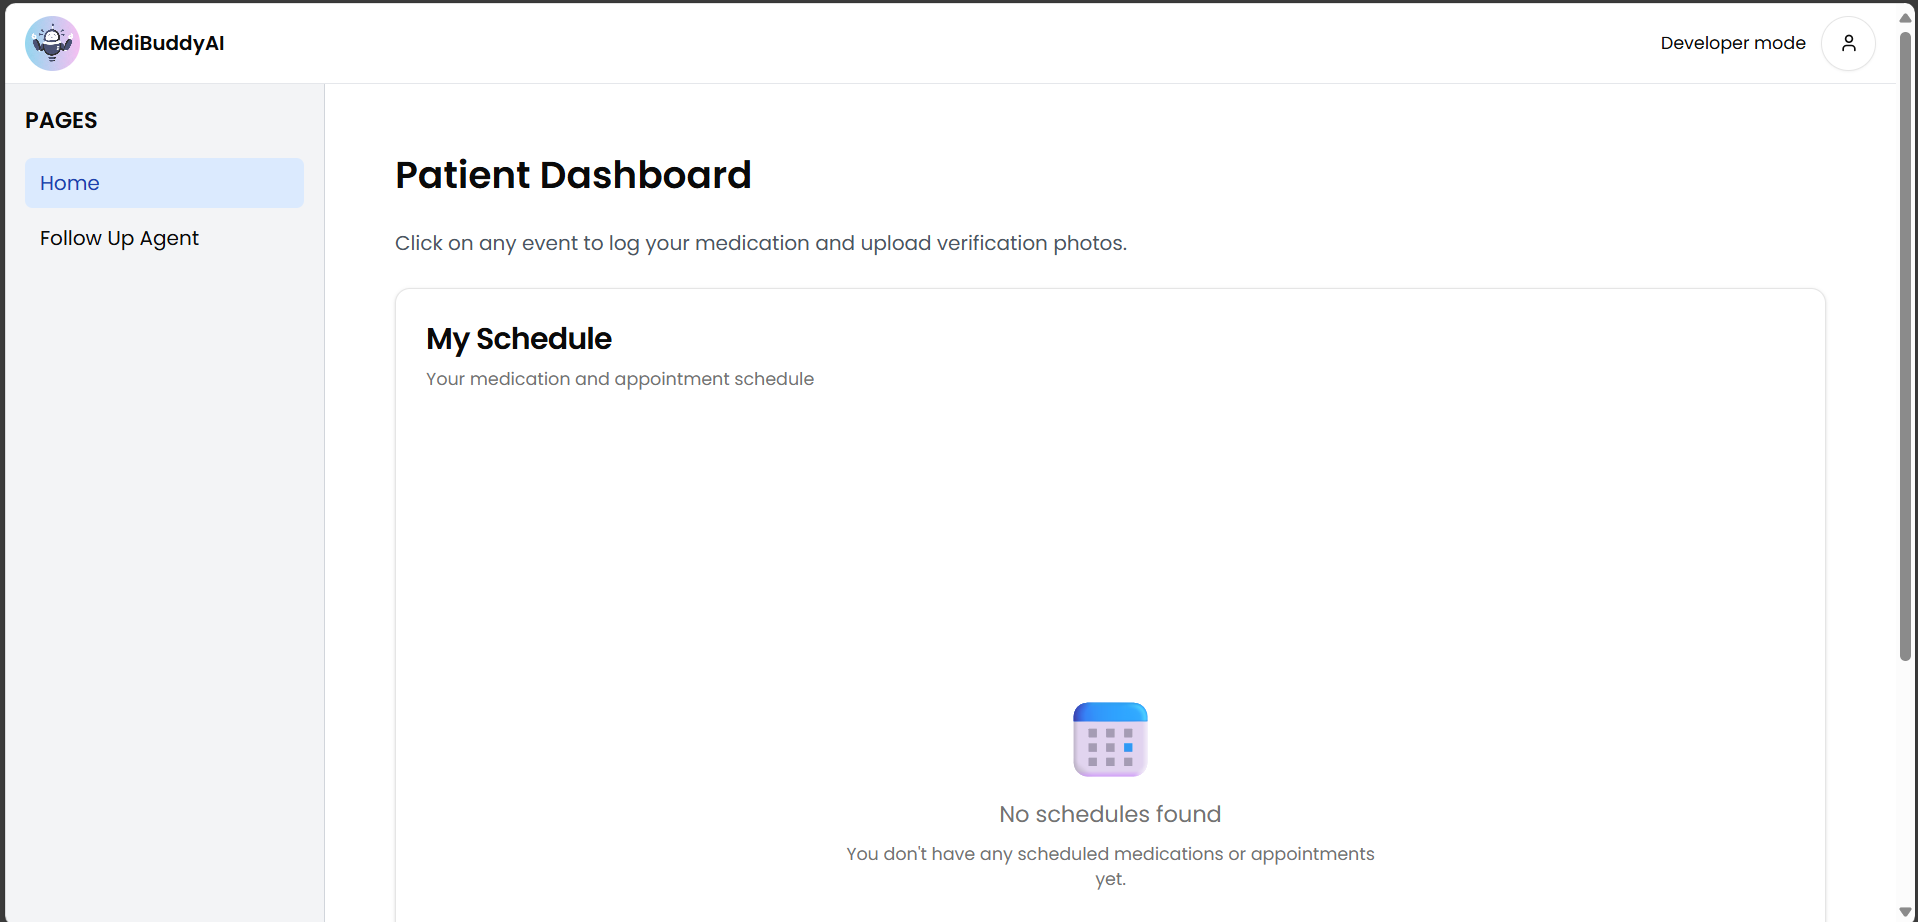 MediBuddyAI
Developer mode
PAGES
Home
Follow Up Agent
Patient Dashboard
Click on any event to log your medication and upload verification photos.
My Schedule
Your medication and appointment schedule
No schedules found
You don't have any scheduled medications or appointments
yet.